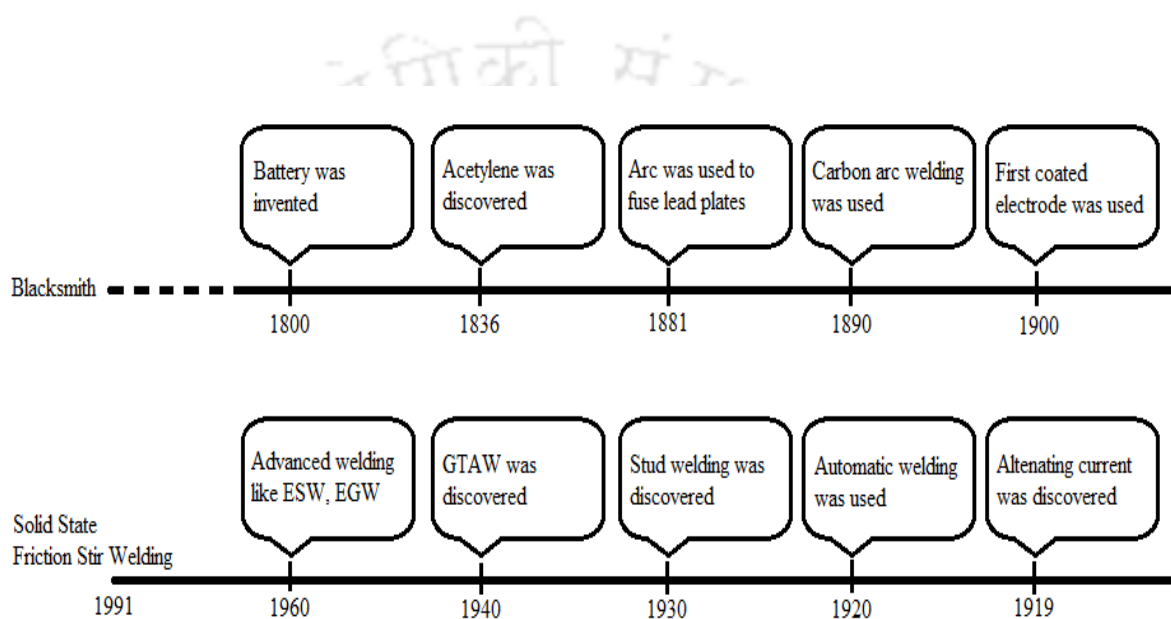 Battery was
invented
Acetylene was
discovered
Arc was used to
fuse lead plates
Carbon arc welding
was used
First coated
electrode was used
Blacksmith
1800
1836
1881
1890
1900
Advanced welding
like ESW, EGW
GTAW was
discovered
Stud welding was
discovered
Automatic welding
was used
Altenating current
was discovered
Solid State
Friction Stir Welding
1991
1960
1940
1930
1920
1919